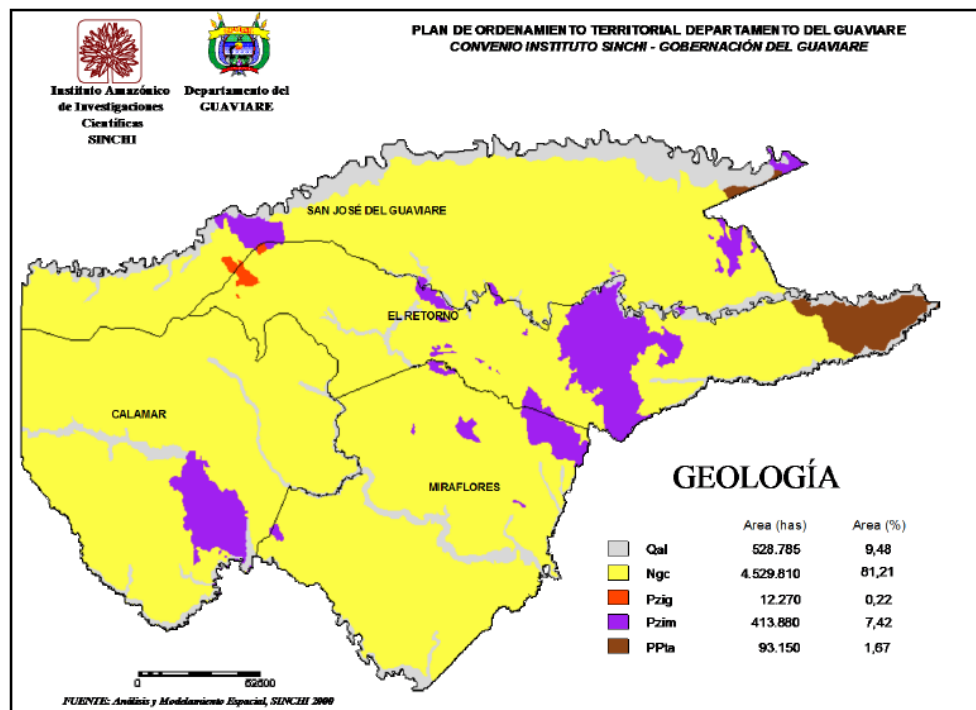 PLAN DE ORDENAMIENTO TERRITORIAL DEPARTAMENTO DEL GUAVIARE
CONVENIO INSTITUTO SINCHI - GOBERNACIÓN DEL GUAVIARE
Instituto Amazónico
de Investigaciones
Científicas
SINCHI
Departamento del
GUAVIARE
SAN JOSÉ DEL GUAVIARE
EL RETORNO
CALAMAR
MIRAFLORES
GEOLOGÍA
Area (has) Area (%)
Qal 528.785 9,48
Ngc 4.529.810 81,21
Pzig 12.270 0,22
Pzim 413.880 7,42
PPta 93.150 1,67
0 62600
FUENTE: Análisis y Modelamiento Espacial, SINCHI 2000